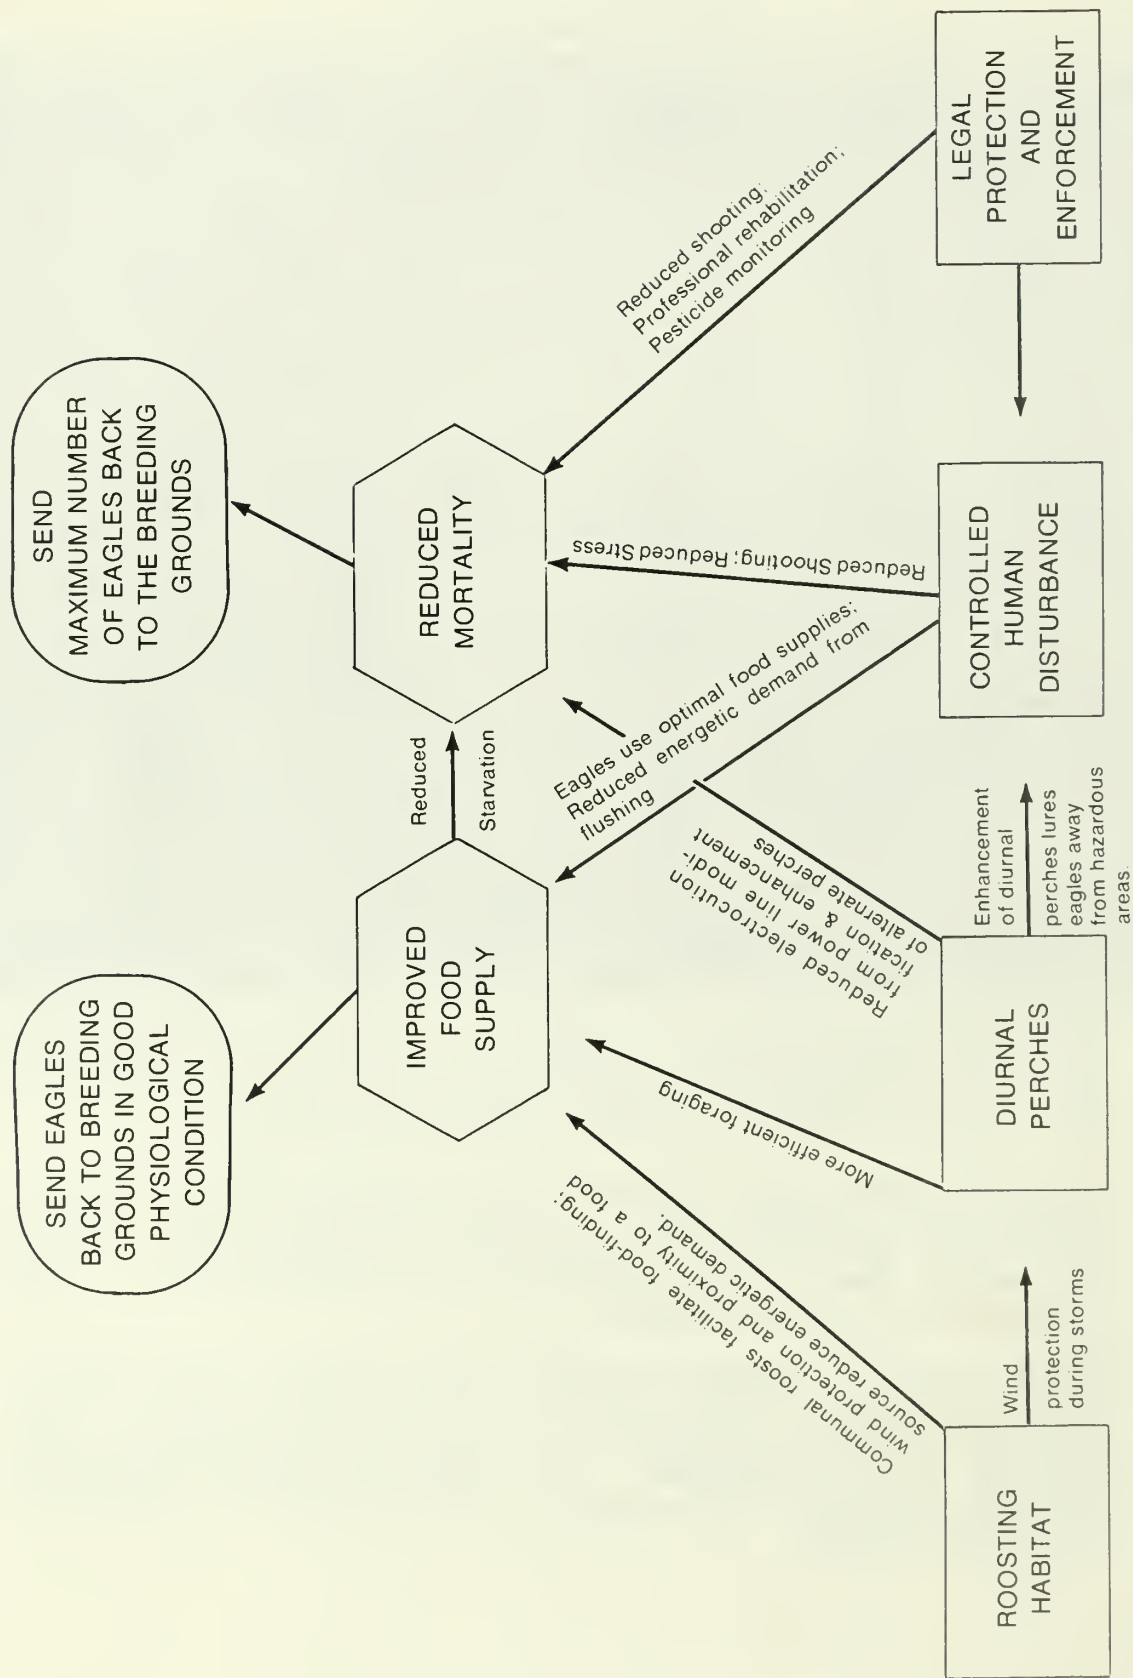 SEND EAGLES
BACK TO BREEDING
GROUNDS IN GOOD
PHYSIOLOGICAL
CONDITION
SEND
MAXIMUM NUMBER
OF EAGLES BACK
TO THE BREEDING
GROUNDS
IMPROVED
FOOD
SUPPLY
Reduced
Starvation
REDUCED
MORTALITY
Communal roosts facilitate food-finding;
wind protection and proximity to a food
source reduce energetic demand.
More efficient foraging
Reduced electrocution
from power line modi-
fication & enhancement
of alternate perches
Eagles use optimal food supplies;
Reduced energetic demand from
flushing
Reduced Shooting; Reduced Stress
Reduced shooting;
Professional rehabilitation;
Pesticide monitoring
ROOSTING
HABITAT
Wind
protection
during storms
DIURNAL
PERCHES
Enhancement
of diurnal
perches lures
eagles away
from hazardous
areas.
CONTROLLED
HUMAN
DISTURBANCE
LEGAL
PROTECTION
AND
ENFORCEMENT